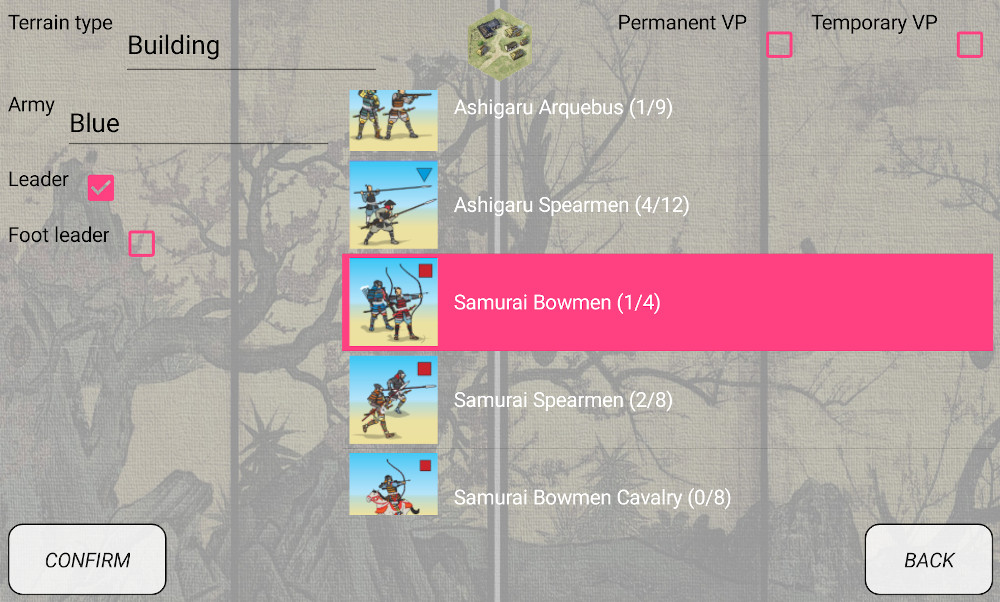 Terrain type
Building
Permanent VP
Temporary VP
Army
Blue
Leader
Foot leader
Ashigaru Arquebus (1/9)
Ashigaru Spearmen (4/12)
Samurai Bowmen (1/4)
Samurai Spearmen (2/8)
Samurai Bowmen Cavalry (0/8)
CONFIRM
BACK